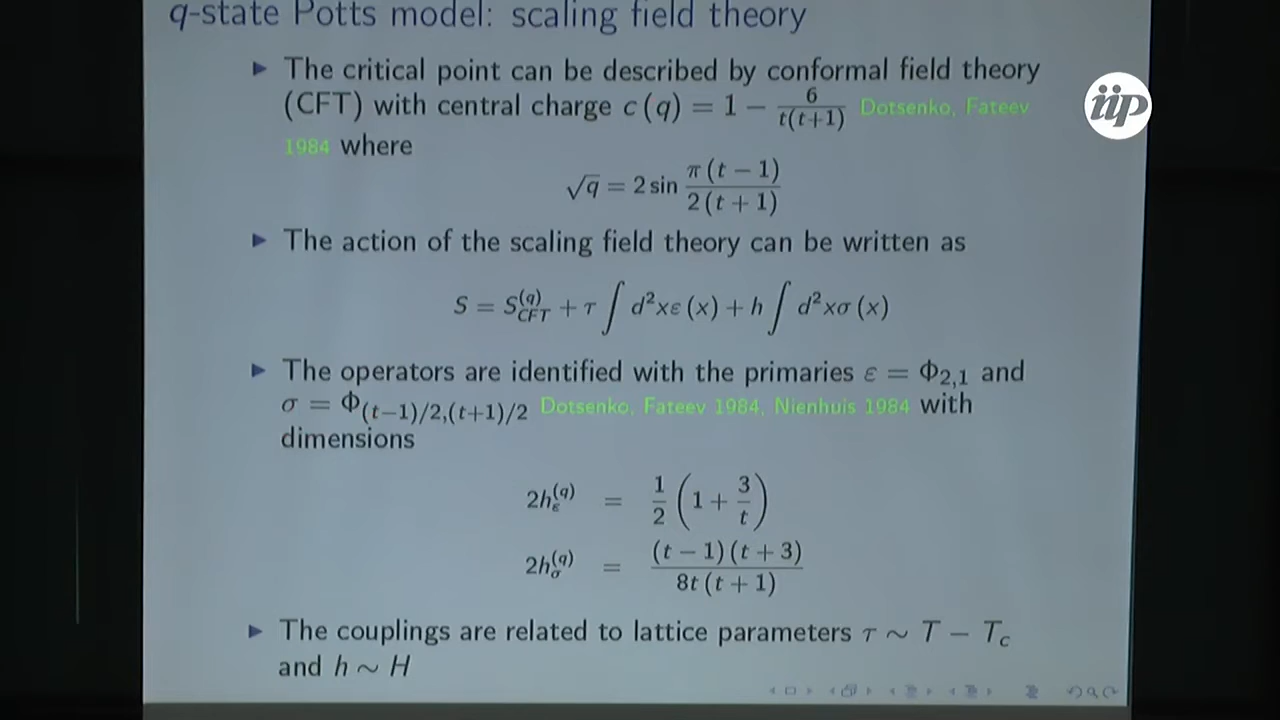 q-state Potts model: scaling field theory
▶ The critical point can be described by conformal field theory
(CFT) with central charge c(q) = 1 − 6/(t(t+1)) Dotsenko, Fateev
1984 where
√q = 2 sin π(t − 1)/(2(t + 1))
▶ The action of the scaling field theory can be written as
S = S_CFT^(q) + τ ∫ d²xε(x) + h ∫ d²xσ(x)
▶ The operators are identified with the primaries ε = Φ_2,1 and
σ = Φ_(t−1)/2,(t+1)/2 Dotsenko, Fateev 1984, Nienhuis 1984 with
dimensions
2h_ε^(q) = 1/2 (1 + 3/t)
2h_σ^(q) = (t − 1)(t + 3)/(8t(t + 1))
▶ The couplings are related to lattice parameters τ ∼ T − T_c
and h ∼ H
iip